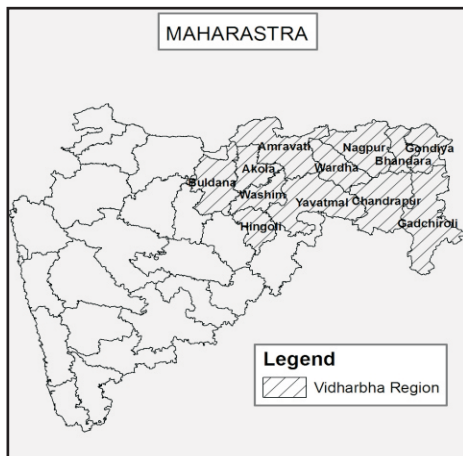 MAHARASTRA
Amravati
Nagpur
Gondiya
Bhandara
Akola
Wardha
Buldana
Washim
Yavatmal
Chandrapur
Hingoli
Gadchiroli
Legend
Vidharbha Region